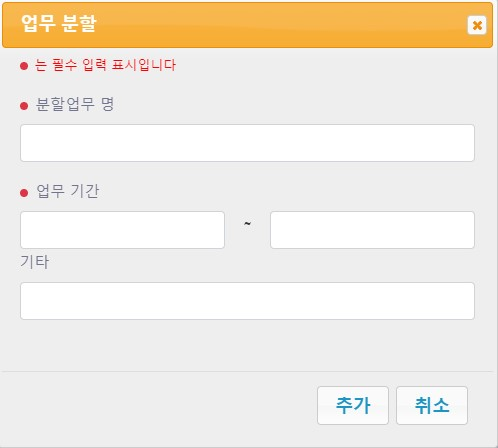 업무 분할
● 는 필수 입력 표시입니다
● 분할업무 명
● 업무 기간
~
기타
추가 취소